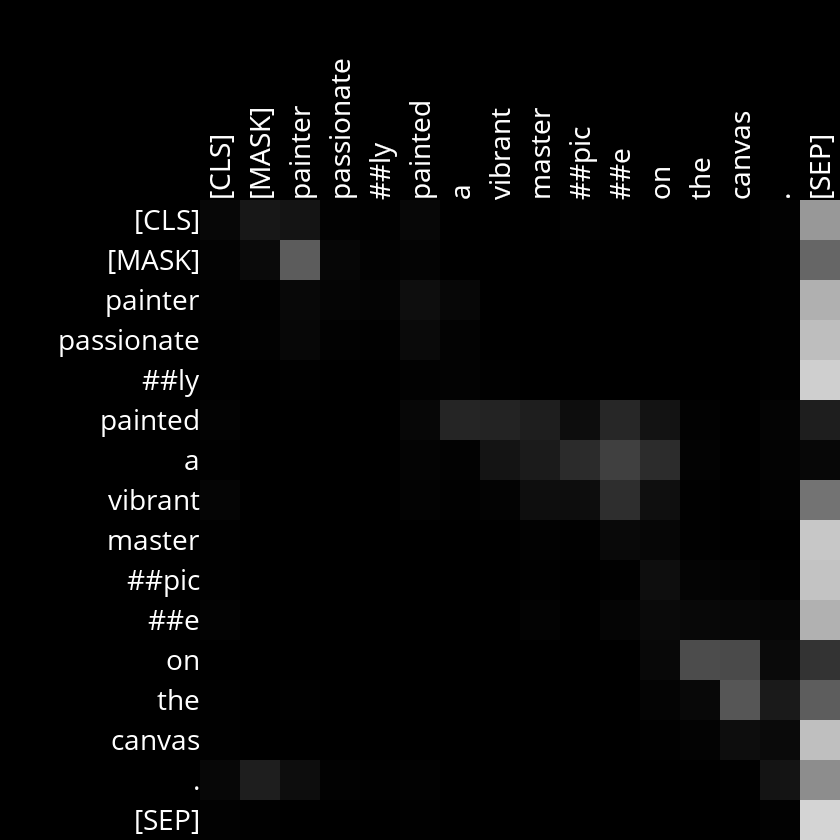 [CLS]
[MASK]
painter
passionate
##ly
painted
a
vibrant
master
##pic
##e
on
the
canvas
.
[SEP]
[CLS]
[MASK]
painter
passionate
##ly
painted
a
vibrant
master
##pic
##e
on
the
canvas
.
[SEP]